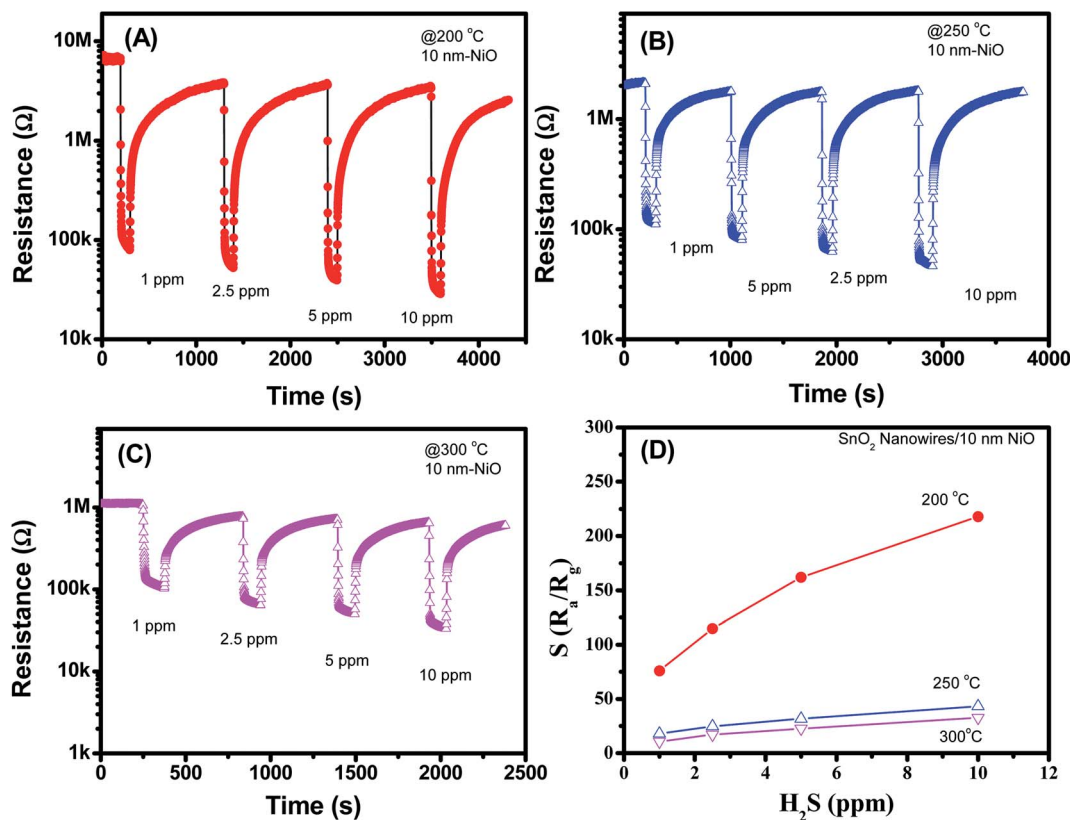 (A)
@200 °C
10 nm-NiO
10M
1M
100k
10k
Resistance (Ω)
1 ppm
2.5 ppm
5 ppm
10 ppm
0 1000 2000 3000 4000
Time (s)
(B)
@250 °C
10 nm-NiO
1M
100k
10k
Resistance (Ω)
1 ppm
5 ppm
2.5 ppm
10 ppm
0 1000 2000 3000 4000
Time (s)
(C)
@300 °C
10 nm-NiO
1M
100k
10k
1k
Resistance (Ω)
1 ppm
2.5 ppm
5 ppm
10 ppm
0 500 1000 1500 2000 2500
Time (s)
(D)
SnO₂ Nanowires/10 nm NiO
300
250
200
150
100
50
0
S (Rₐ/R_g)
200 °C
250 °C
300°C
0 2 4 6 8 10 12
H₂S (ppm)